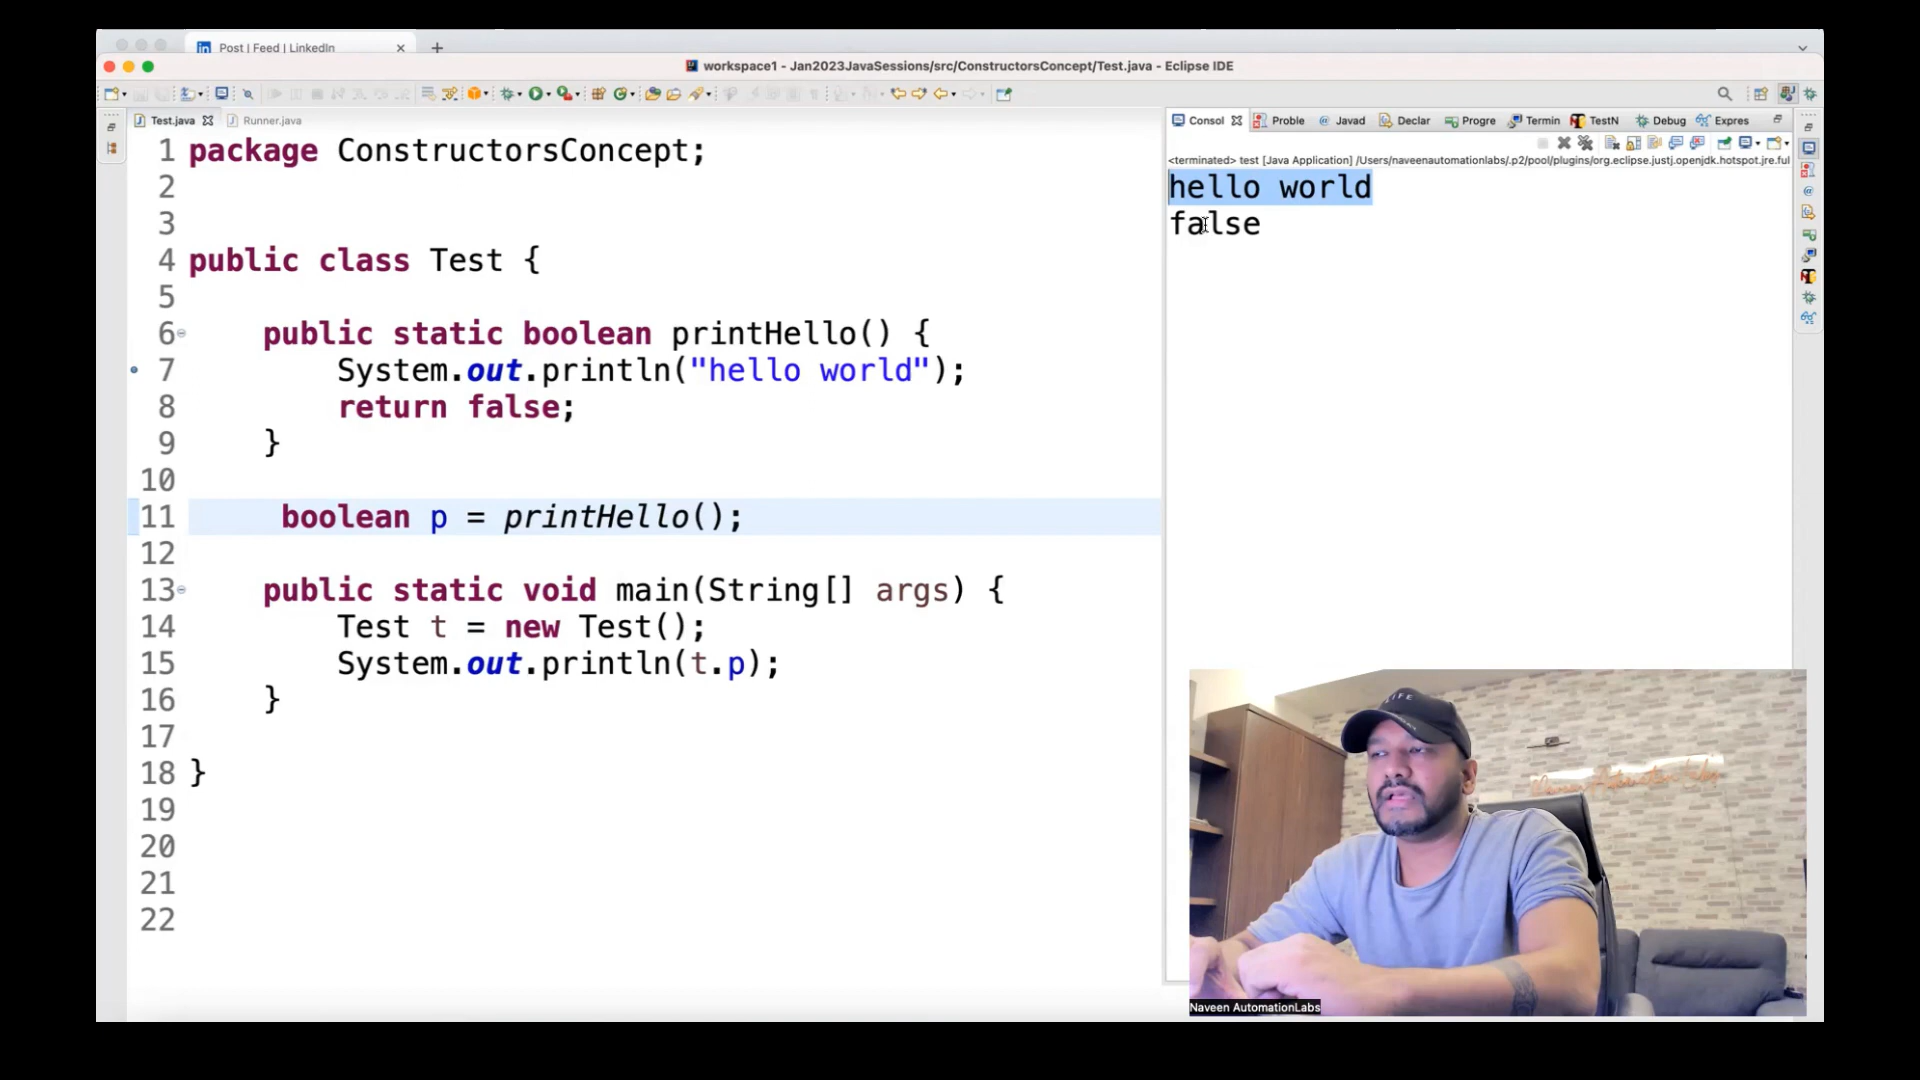 Post | Feed | LinkedIn
workspace1 - Jan2023JavaSessions/src/ConstructorsConcept/Test.java - Eclipse IDE
Test.java
Runner.java
1 package ConstructorsConcept;
2
3
4 public class Test {
5
6 public static boolean printHello() {
7 System.out.println("hello world");
8 return false;
9 }
10
11 boolean p = printHello();
12
13 public static void main(String[] args) {
14 Test t = new Test();
15 System.out.println(t.p);
16 }
17
18 }
19
20
21
22
Consol
Proble
Javad
Declar
Progre
Termin
TestN
Debug
Expres
<terminated> test [Java Application] /Users/naveenautomationlabs/.p2/pool/plugins/org.eclipse.justj.openjdk.hotspot.jre.ful
hello world
false
Naveen AutomationLabs